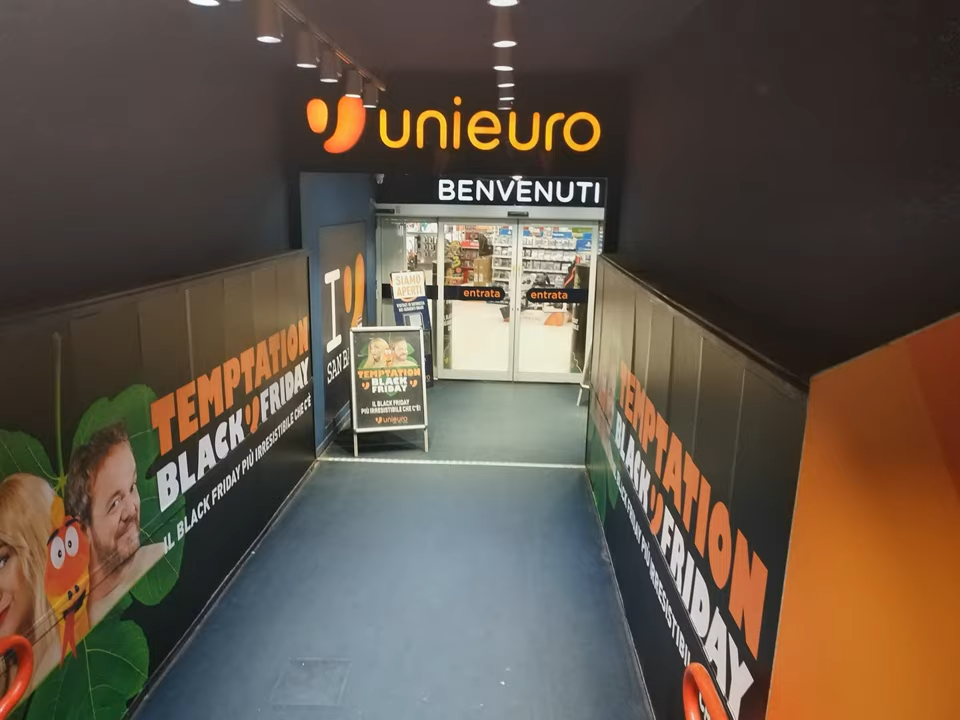 unieuro
BENVENUTI
SIAMO
APERTI
entrata
entrata
I
SAN B
TEMPTATION
BLACK FRIDAY
IL BLACK FRIDAY PIÙ IRRESISTIBILE CHE C'È
TEMPTATION
BLACK
FRIDAY
IL BLACK FRIDAY
PIÙ IRRESISTIBILE CHE C'È!
unieuro
TEMPTATION
BLACK FRIDAY
IL BLACK FRIDAY PIÙ IRRESISTIBILE